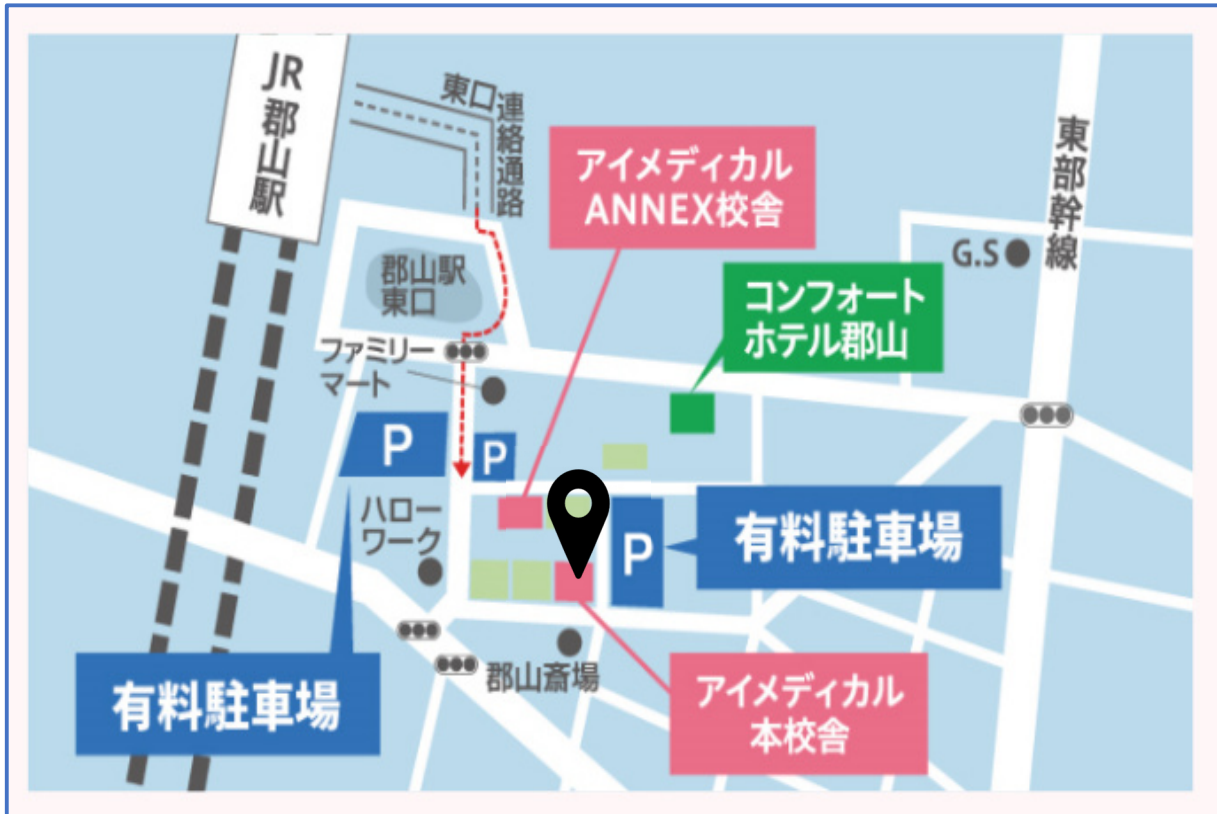 JR
郡山駅
東口
連絡通路
アイメディカル
ANNEX校舎
東部幹線
G.S
郡山駅
東口
コンフォート
ホテル郡山
ファミリー
マート
P
P
ハロー
ワーク
P
有料駐車場
郡山斎場
有料駐車場
アイメディカル
本校舎